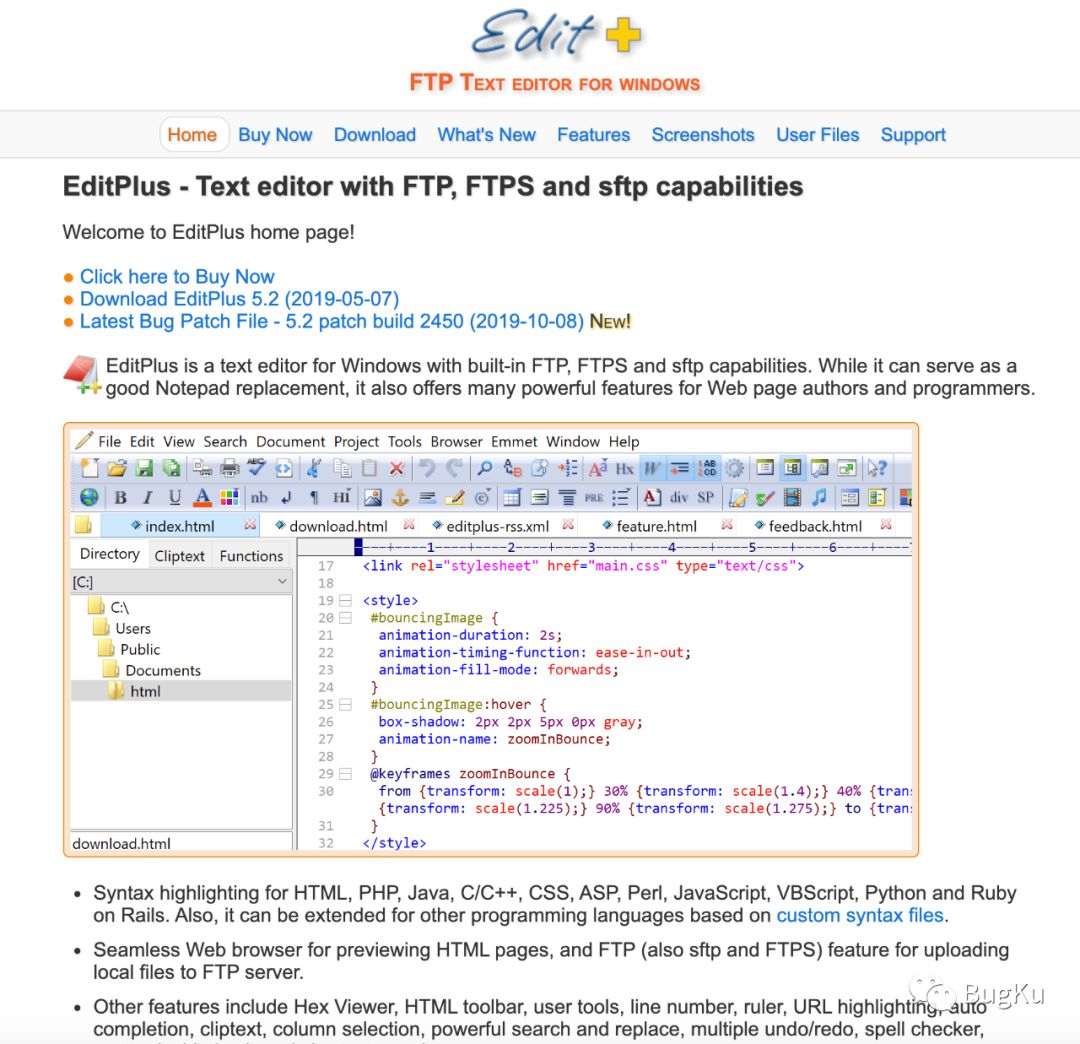 Edit+
FTP Text editor for windows
Home Buy Now Download What's New Features Screenshots User Files Support
EditPlus - Text editor with FTP, FTPS and sftp capabilities
Welcome to EditPlus home page!
Click here to Buy Now
Download EditPlus 5.2 (2019-05-07)
Latest Bug Patch File - 5.2 patch build 2450 (2019-10-08) New!
EditPlus is a text editor for Windows with built-in FTP, FTPS and sftp capabilities. While it can serve as a
good Notepad replacement, it also offers many powerful features for Web page authors and programmers.
File Edit View Search Document Project Tools Browser Emmet Window Help
ABC A B A Hx W AB CD ?
B I U A nb ¶ HI © PRE A div SP
index.html download.html editplus-rss.xml feature.html feedback.html
Directory Cliptext Functions
----+----1----+----2----+----3----+----4----+----5----+----6----+----
[C:]
C:\
Users
Public
Documents
html
download.html
17 <link rel="stylesheet" href="main.css" type="text/css">
18
19 <style>
20 #bouncingImage {
21 animation-duration: 2s;
22 animation-timing-function: ease-in-out;
23 animation-fill-mode: forwards;
24 }
25 #bouncingImage:hover {
26 box-shadow: 2px 2px 5px 0px gray;
27 animation-name: zoomInBounce;
28 }
29 @keyframes zoomInBounce {
30 from {transform: scale(1);} 30% {transform: scale(1.4);} 40% {tran
{transform: scale(1.225);} 90% {transform: scale(1.275);} to {tran
31 }
32 </style>
Syntax highlighting for HTML, PHP, Java, C/C++, CSS, ASP, Perl, JavaScript, VBScript, Python and Ruby
on Rails. Also, it can be extended for other programming languages based on custom syntax files.
Seamless Web browser for previewing HTML pages, and FTP (also sftp and FTPS) feature for uploading
local files to FTP server.
Other features include Hex Viewer, HTML toolbar, user tools, line number, ruler, URL highlighting, auto
completion, cliptext, column selection, powerful search and replace, multiple undo/redo, spell checker,
BugKu